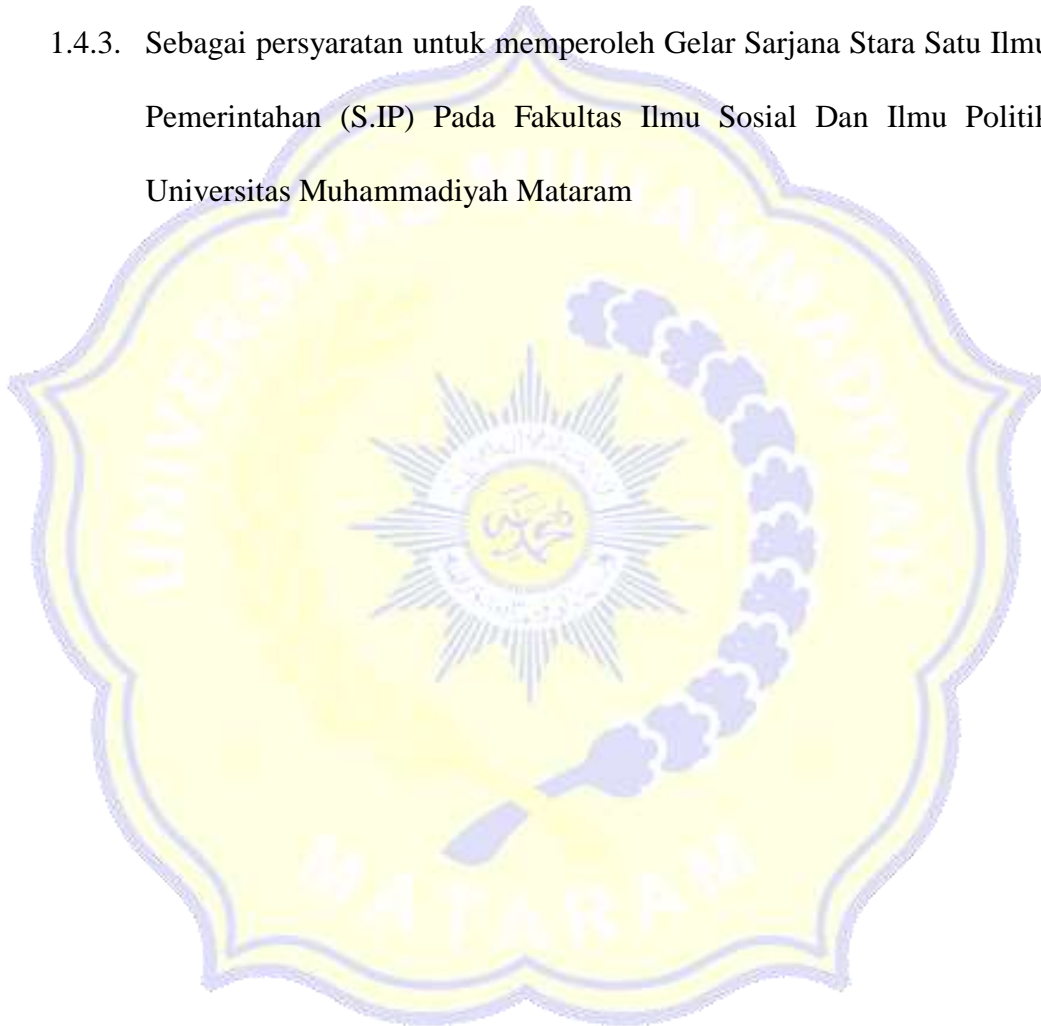 1.4.3. Sebagai persyaratan untuk memperoleh Gelar Sarjana Stara Satu Ilmu
Pemerintahan (S.IP) Pada Fakultas Ilmu Sosial Dan Ilmu Politik
Universitas Muhammadiyah Mataram
UNIVERSITAS MUHAMMADIYAH
MATARAM